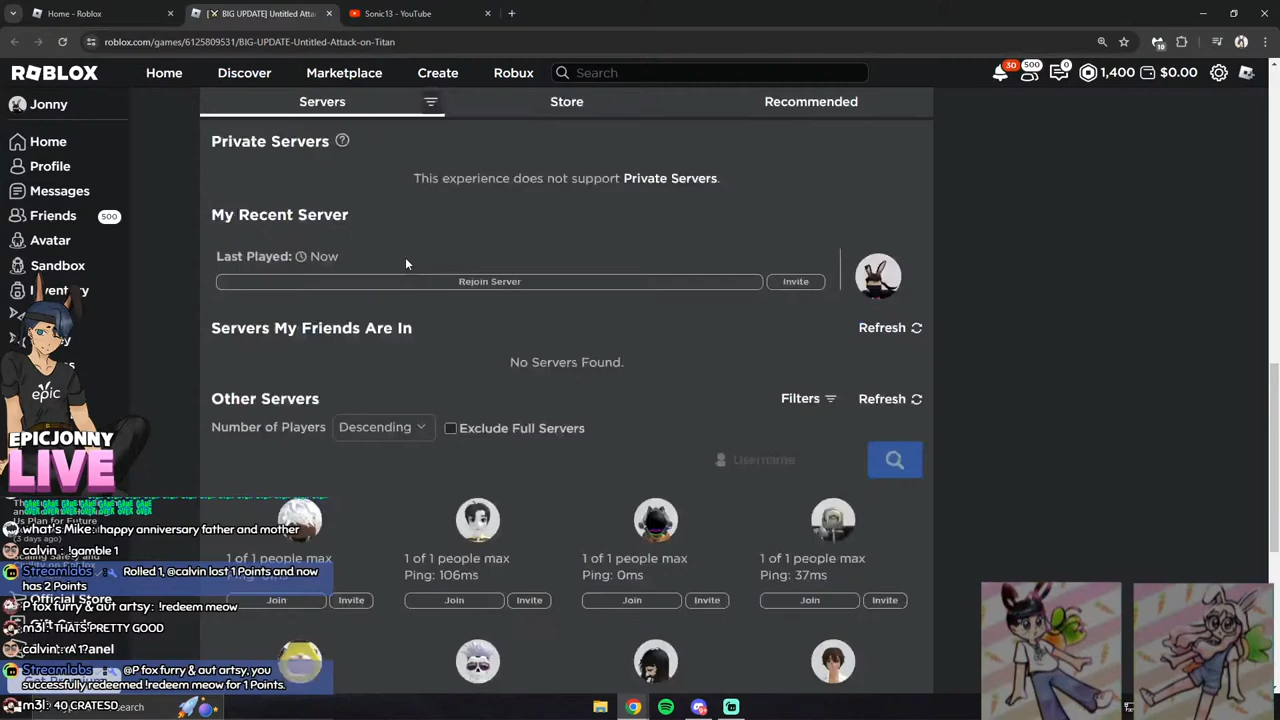 Home - Roblox
[⚔ BIG UPDATE] Untitled Atta
Sonic13 - YouTube
roblox.com/games/6125809531/BIG-UPDATE-Untitled-Attack-on-Titan
10
ROBLOX
Home
Discover
Marketplace
Create
Robux
Search
30
500
0
1,400
$0.00
Jonny
Servers
Store
Recommended
Home
Profile
Messages
Friends 500
Avatar
Sandbox
Private Servers
This experience does not support Private Servers.
My Recent Server
Last Played: Now
Rejoin Server
Invite
Servers My Friends Are In
Refresh
No Servers Found.
Other Servers
Filters
Refresh
Number of Players
Descending
Exclude Full Servers
Username
1 of 1 people max
1 of 1 people max
1 of 1 people max
1 of 1 people max
Ping: 106ms
Ping: 0ms
Ping: 37ms
Join
Invite
Join
Invite
Join
Invite
Join
Invite
epic
EPICJONNY
LIVE
what's Mike: happy anniversary father and mother
calvin : !gamble 1
Streamlabs : Rolled 1, @calvin lost 1 Points and now
has 2 Points
P fox furry & aut artsy: !redeem meow
m3l: THATS PRETTY GOOD
calvin: A 1?
Streamlabs : @P fox furry & aut artsy, you
successfully redeemed !redeem meow for 1 Points.
m3l: 40 CRATESD